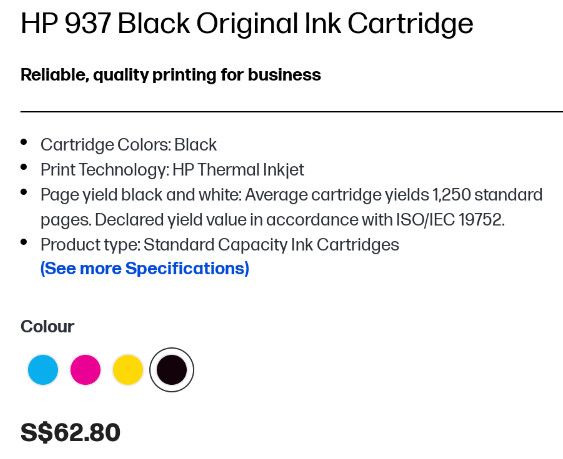 HP 937 Black Original Ink Cartridge
Reliable, quality printing for business
• Cartridge Colors: Black
• Print Technology: HP Thermal Inkjet
• Page yield black and white: Average cartridge yields 1,250 standard
pages. Declared yield value in accordance with ISO/IEC 19752.
• Product type: Standard Capacity Ink Cartridges
(See more Specifications)
Colour
S$62.80